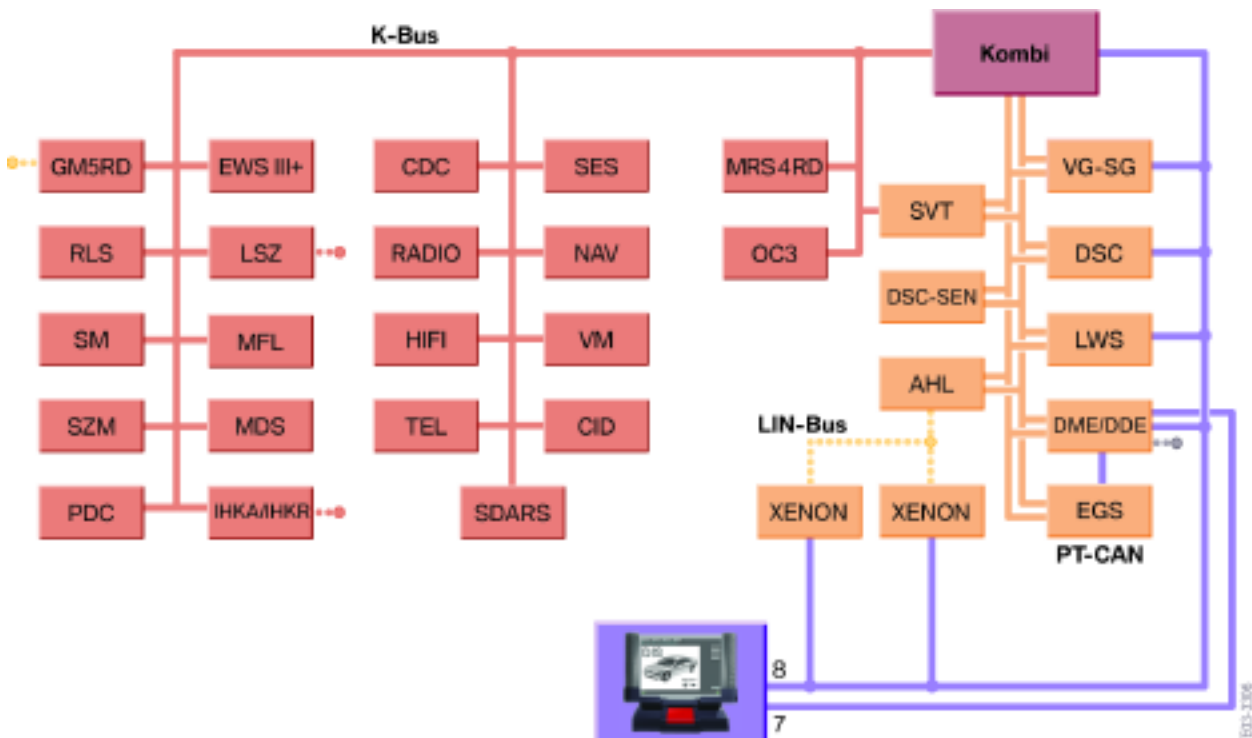 K-Bus
Kombi
GM5RD
EWS III+
CDC
SES
MRS4RD
VG-SG
SVT
RLS
LSZ
RADIO
NAV
OC3
DSC
DSC-SEN
SM
MFL
HIFI
VM
LWS
AHL
SZM
MDS
TEL
CID
LIN-Bus
DME/DDE
PDC
IHKA/IHKR
SDARS
XENON
XENON
EGS
PT-CAN
8
7